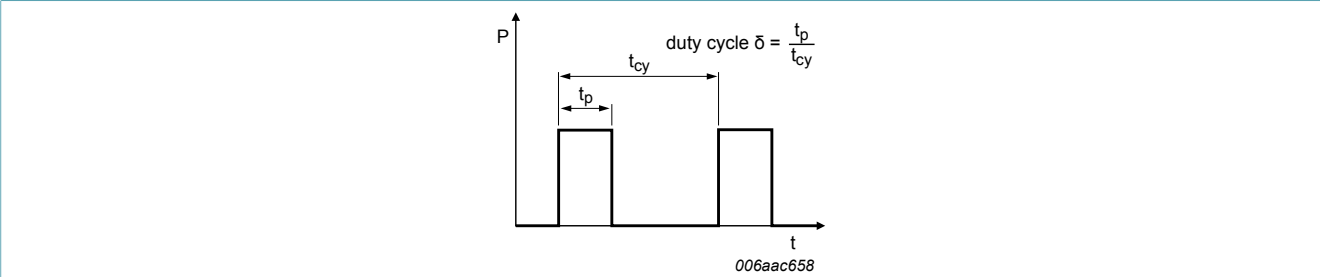 P
duty cycle δ = tp
tcy
tcy
tp
t
006aac658